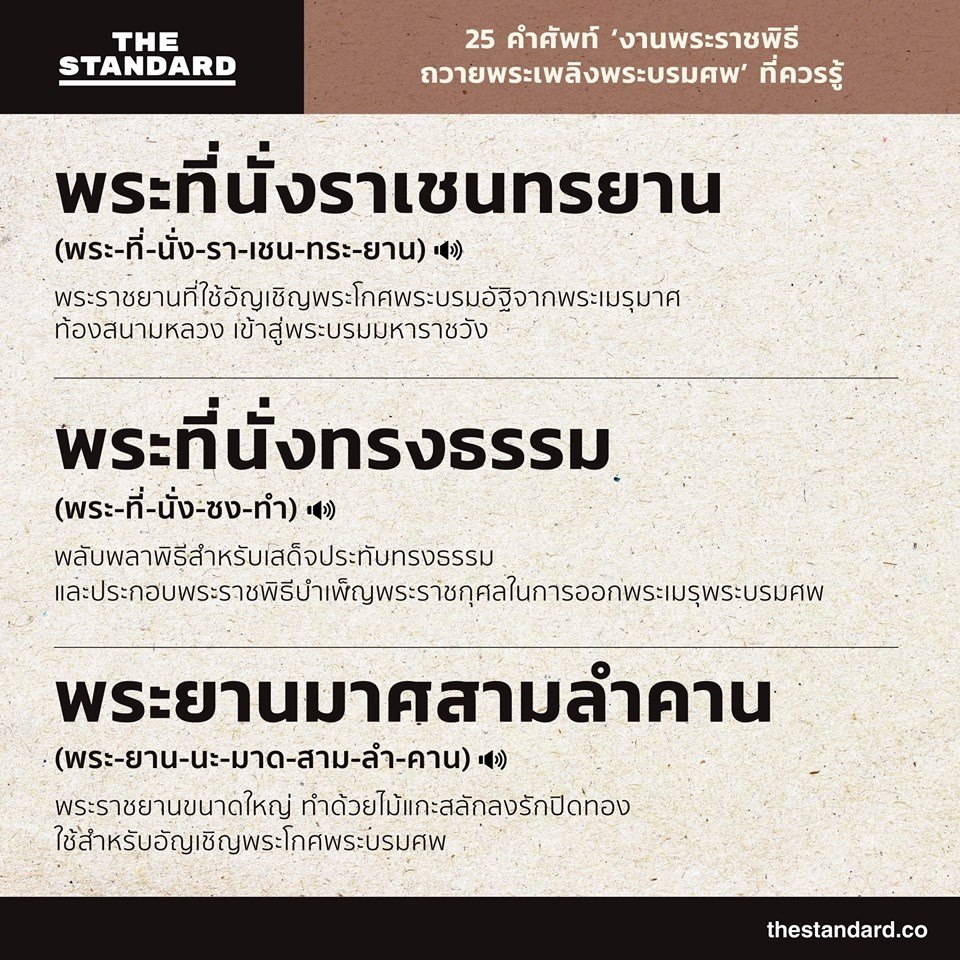 THE
STANDARD
25 คำศัพท์ ‘งานพระราชพิธี
ถวายพระเพลิงพระบรมศพ’ ที่ควรรู้
พระที่นั่งราเชนทรยาน
(พระ-ที่-นั่ง-รา-เชน-ทระ-ยาน)
พระราชยานที่ใช้อัญเชิญพระโกศพระบรมอัฐิจากพระเมรุมาศ
ท้องสนามหลวง เข้าสู่พระบรมมหาราชวัง
พระที่นั่งทรงธรรม
(พระ-ที่-นั่ง-ซง-ทำ)
พลับพลาพิธีสำหรับเสด็จประทับทรงธรรม
และประกอบพระราชพิธีบำเพ็ญพระราชกุศลในการออกพระเมรุพระบรมศพ
พระยานมาศสามลำคาน
(พระ-ยาน-นะ-มาด-สาม-ลำ-คาน)
พระราชยานขนาดใหญ่ ทำด้วยไม้แกะสลักลงรักปิดทอง
ใช้สำหรับอัญเชิญพระโกศพระบรมศพ
thestandard.co